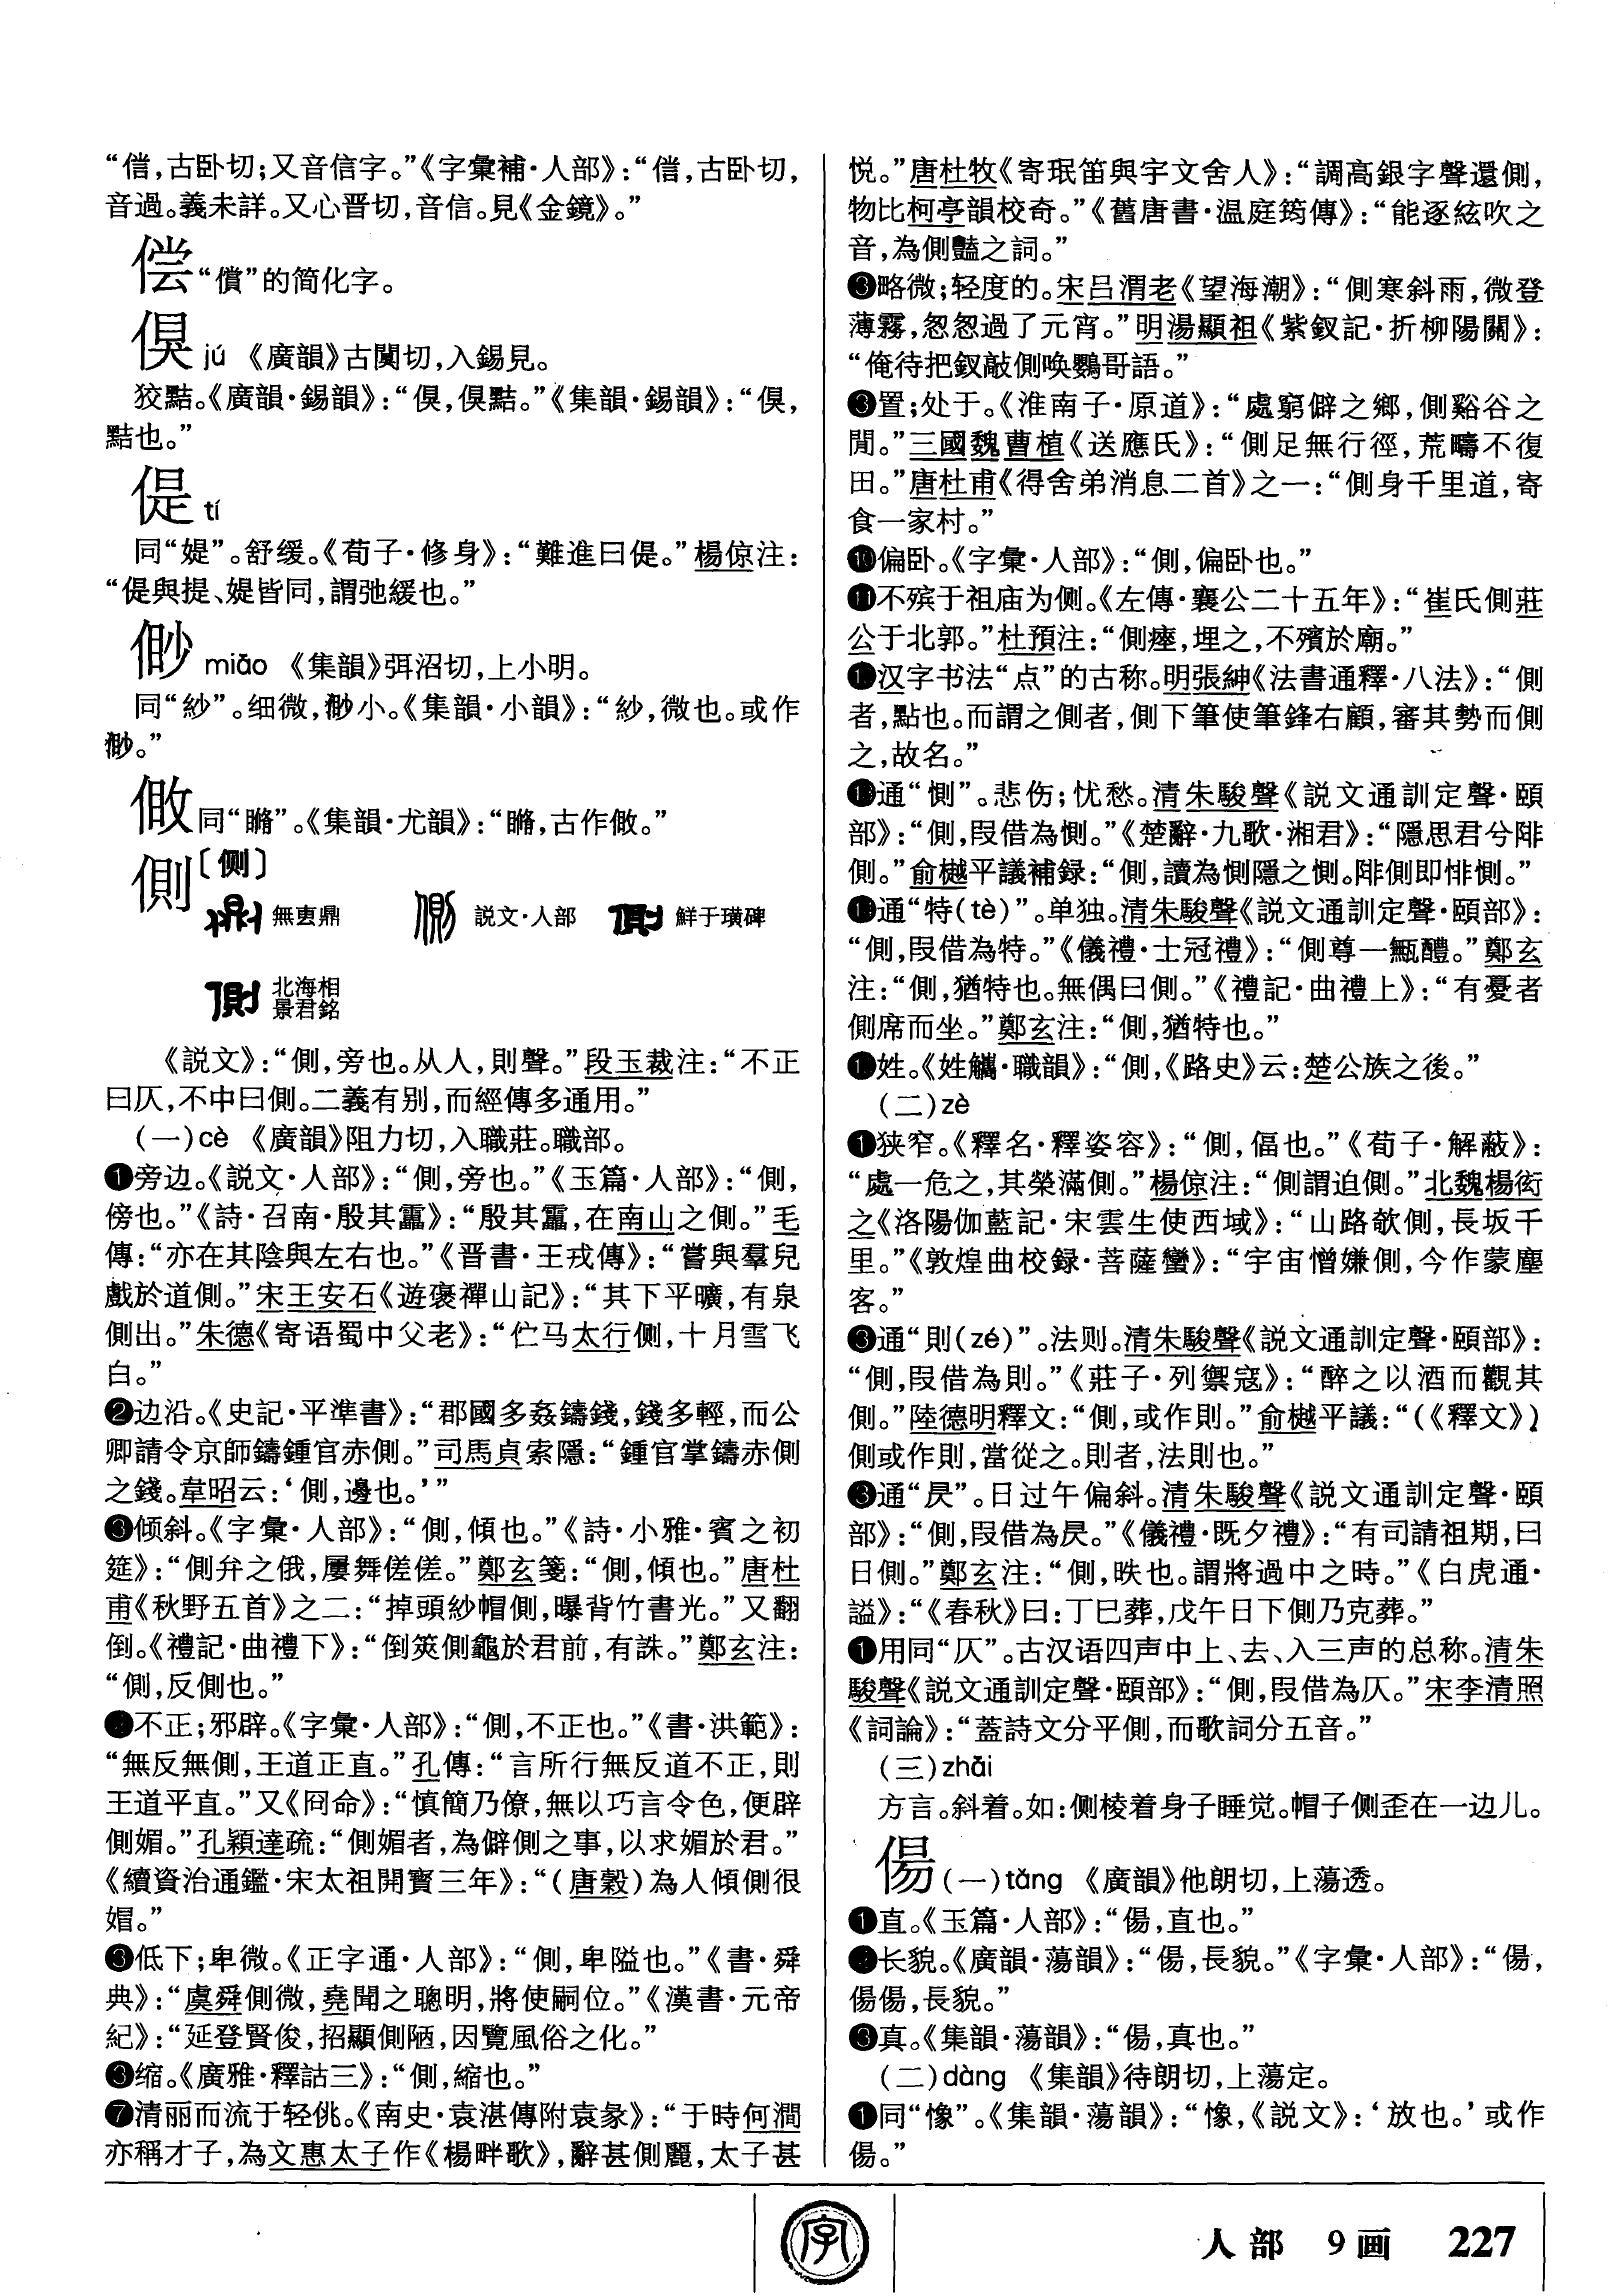 “偣，古卧切；又音信字。”《字彙補·人部》：“偣，古卧切，
音過。義未詳。又心晋切，音信。見《金鏡》。”
偿“償”的简化字。
㑥 jú 《廣韻》古闃切，入錫見。
狡黠。《廣韻·錫韻》：“㑥，㑥黠。”《集韻·錫韻》：“㑥，
黠也。”
偍 tí
同“媞”。舒缓。《荀子·修身》：“難進曰偍。”楊倞注：
“偍與提、媞皆同，謂弛緩也。”
miǎo 《集韻》弭沼切，上小明。
同“紗”。细微，小。《集韻·小韻》：“紗，微也。或作
。”
同“”。《集韻·尤韻》：“，古作。”
側〔侧〕
無叀鼎 説文·人部 鮮于璜碑
北海相
景君銘
《説文》：“側，旁也。从人，則聲。”段玉裁注：“不正
曰仄，不中曰側。二義有别，而經傳多通用。”
（一）cè 《廣韻》阻力切，入職莊。職部。
❶旁边。《説文·人部》：“側，旁也。”《玉篇·人部》：“側，
傍也。”《詩·召南·殷其靁》：“殷其靁，在南山之側。”毛
傳：“亦在其陰與左右也。”《晋書·王戎傳》：“嘗與羣兒
戲於道側。”宋王安石《遊褒禪山記》：“其下平曠，有泉
側出。”朱德《寄语蜀中父老》：“伫马太行侧，十月雪飞
白。”
❷边沿。《史記·平準書》：“郡國多姦鑄錢，錢多輕，而公
卿請令京師鑄鍾官赤側。”司馬貞索隱：“鍾官掌鑄赤側
之錢。韋昭云：‘側，邊也。’”
❸倾斜。《字彙·人部》：“側，傾也。”《詩·小雅·賓之初
筵》：“側弁之俄，屢舞傞傞。”鄭玄箋：“側，傾也。”唐杜
甫《秋野五首》之二：“掉頭紗帽側，曝背竹書光。”又翻
倒。《禮記·曲禮下》：“倒筴側龜於君前，有誅。”鄭玄注：
“側，反側也。”
不正；邪辟。《字彙·人部》：“側，不正也。”《書·洪範》：
“無反無側，王道正直。”孔傳：“言所行無反道不正，則
王道平直。”又《冏命》：“慎簡乃僚，無以巧言令色，便辟
側媚。”孔穎達疏：“側媚者，為僻側之事，以求媚於君。”
《續資治通鑑·宋太祖開寶三年》：“（唐穀）為人傾側很
媢。”
❸低下；卑微。《正字通·人部》：“側，卑隘也。”《書·舜
典》：“虞舜側微，堯聞之聰明，將使嗣位。”《漢書·元帝
紀》：“延登賢俊，招顯側陋，因覽風俗之化。”
❸缩。《廣雅·釋詁三》：“側，縮也。”
❼清丽而流于轻佻。《南史·袁湛傳附袁彖》：“于時何澗
亦稱才子，為文惠太子作《楊畔歌》，辭甚側麗，太子甚
悦。”唐杜牧《寄珉笛與宇文舍人》：“調高銀字聲還側，
物比柯亭韻校奇。”《舊唐書·温庭筠傳》：“能逐絃吹之
音，為側豔之詞。”
❸略微；轻度的。宋吕渭老《望海潮》：“側寒斜雨，微登
薄霧，怱怱過了元宵。”明湯顯祖《紫釵記·折柳陽關》：
“俺待把釵敲側唤鸚哥語。”
❸置；处于。《淮南子·原道》：“處窮僻之鄉，側谿谷之
閒。”三國魏曹植《送應氏》：“側足無行徑，荒疇不復
田。”唐杜甫《得舍弟消息二首》之一：“側身千里道，寄
食一家村。”
❿偏卧。《字彙·人部》：“側，偏卧也。”
⓫不殡于祖庙为侧。《左傳·襄公二十五年》：“崔氏側莊
公于北郭。”杜預注：“側瘞，埋之，不殯於廟。”
汉字书法“点”的古称。明張紳《法書通釋·八法》：“側
者，點也。而謂之側者，側下筆使筆鋒右顧，審其勢而側
之，故名。”
通“惻”。悲伤；忧愁。清朱駿聲《説文通訓定聲·頤
部》：“側，叚借為惻。”《楚辭·九歌·湘君》：“隱思君兮陫
側。”俞樾平議補録：“側，讀為惻隱之惻。陫側即悱惻。”
通“特（tè）”。单独。清朱駿聲《説文通訓定聲·頤部》：
“側，叚借為特。”《儀禮·士冠禮》：“側尊一甒醴。”鄭玄
注：“側，猶特也。無偶曰側。”《禮記·曲禮上》：“有憂者
側席而坐。”鄭玄注：“側，猶特也。”
姓。《姓觿·職韻》：“側，《路史》云：楚公族之後。”
（二）zè
❶狭窄。《釋名·釋姿容》：“側，偪也。”《荀子·解蔽》：
“處一危之，其榮滿側。”楊倞注：“側謂迫側。”北魏楊衒
之《洛陽伽藍記·宋雲生使西域》：“山路欹側，長坂千
里。”《敦煌曲校録·菩薩蠻》：“宇宙憎嫌側，今作蒙塵
客。”
❸通“則（zé）”。法则。清朱駿聲《説文通訓定聲·頤部》：
“側，叚借為則。”《莊子·列禦寇》：“醉之以酒而觀其
側。”陸德明釋文：“側，或作則。”俞樾平議：“（《釋文》）
側或作則，當從之。則者，法則也。”
❸通“昃”。日过午偏斜。清朱駿聲《説文通訓定聲·頤
部》：“側，叚借為昃。”《儀禮·既夕禮》：“有司請祖期，曰
日側。”鄭玄注：“側，昳也。謂將過中之時。”《白虎通·
謚》：“《春秋》曰：丁巳葬，戊午日下側乃克葬。”
❶用同“仄”。古汉语四声中上、去、入三声的总称。清朱
駿聲《説文通訓定聲·頤部》：“側，叚借為仄。”宋李清照
《詞論》：“蓋詩文分平側，而歌詞分五音。”
（三）zhāi
方言。斜着。如：侧棱着身子睡觉。帽子侧歪在一边儿。
偒（一）tǎng 《廣韻》他朗切，上蕩透。
❶直。《玉篇·人部》：“偒，直也。”
长貌。《廣韻·蕩韻》：“偒，長貌。”《字彙·人部》：“偒，
偒偒，長貌。”
❸真。《集韻·蕩韻》：“偒，真也。”
（二）dàng 《集韻》待朗切，上蕩定。
❶同“惕”。《集韻·蕩韻》：“，《説文》：‘放也。’或作
偒。”
字
人部 9画 227